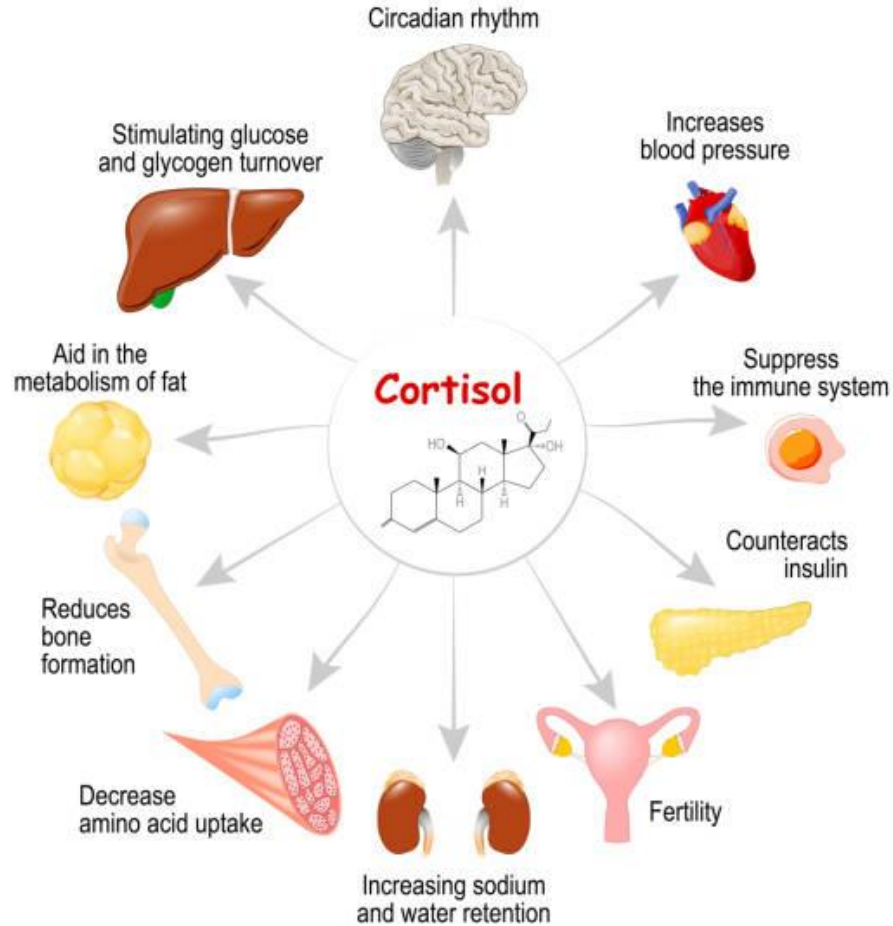 Circadian rhythm
Stimulating glucose
and glycogen turnover
Increases
blood pressure
Aid in the
metabolism of fat
Cortisol
O
HO
OH
H
H
H
Suppress
the immune system
Counteracts
insulin
Reduces
bone
formation
Decrease
amino acid uptake
Fertility
Increasing sodium
and water retention